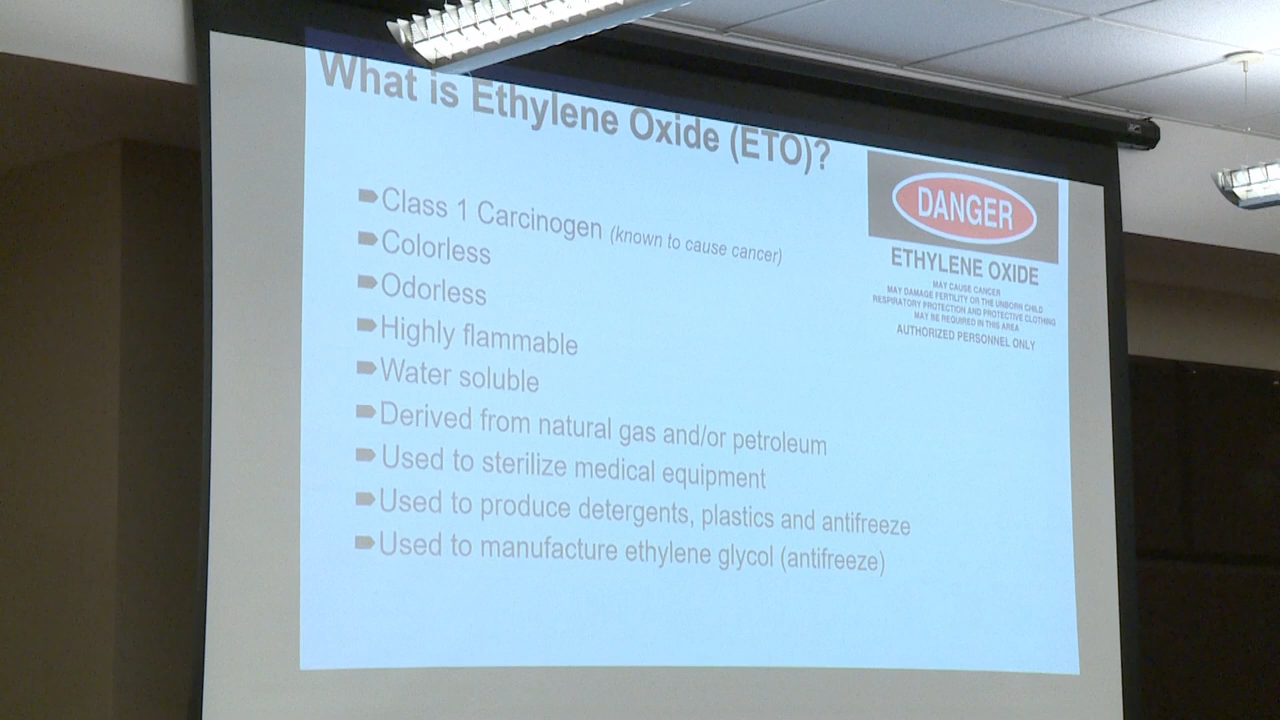 What is Ethylene Oxide (ETO)?
Class 1 Carcinogen (known to cause cancer)
Colorless
Odorless
Highly flammable
Water soluble
Derived from natural gas and/or petroleum
Used to sterilize medical equipment
Used to produce detergents, plastics and antifreeze
Used to manufacture ethylene glycol (antifreeze)
DANGER
ETHYLENE OXIDE
MAY CAUSE CANCER
MAY DAMAGE FERTILITY OR THE UNBORN CHILD
RESPIRATORY PROTECTION AND PROTECTIVE CLOTHING
MAY BE REQUIRED IN THIS AREA
AUTHORIZED PERSONNEL ONLY